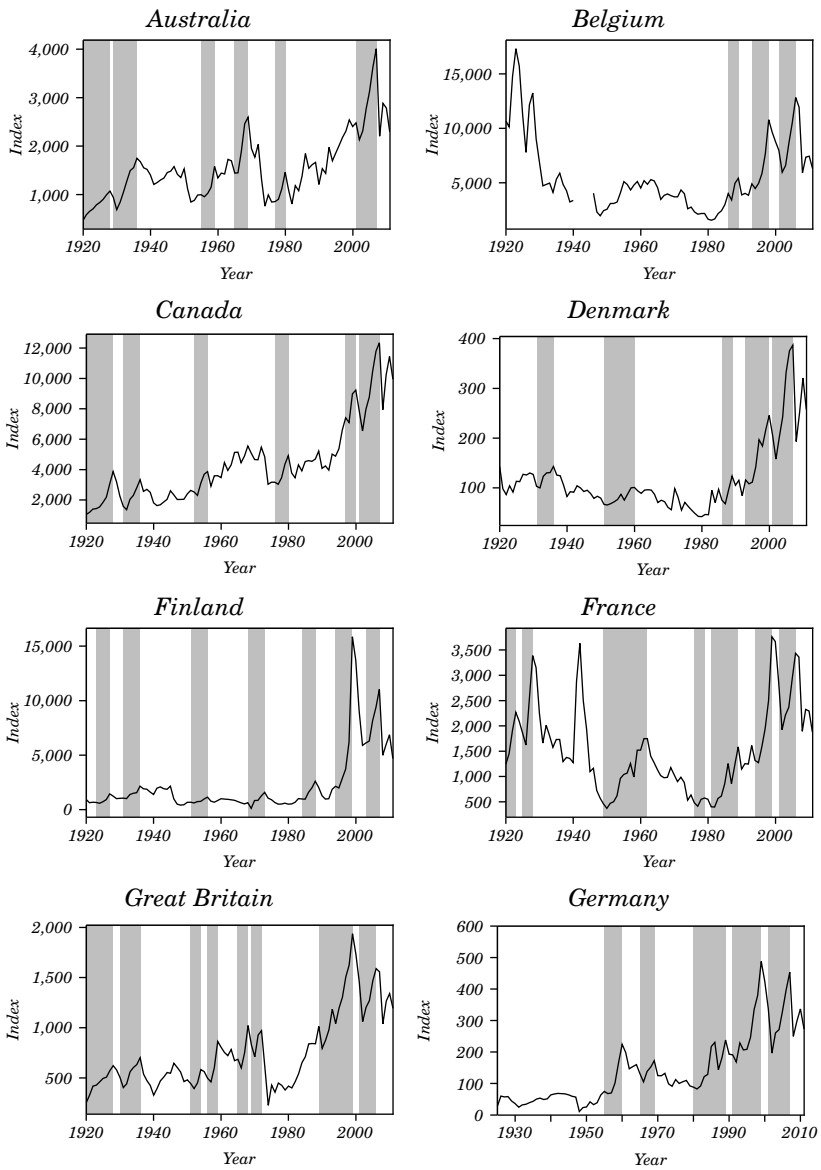 Australia
4,000
3,000
2,000
1,000
Index
1920 1940 1960 1980 2000
Year
Belgium
15,000
10,000
5,000
Index
1920 1940 1960 1980 2000
Year
Canada
12,000
10,000
8,000
6,000
4,000
2,000
Index
1920 1940 1960 1980 2000
Year
Denmark
400
300
200
100
Index
1920 1940 1960 1980 2000
Year
Finland
15,000
10,000
5,000
0
Index
1920 1940 1960 1980 2000
Year
France
3,500
3,000
2,500
2,000
1,500
1,000
500
Index
1920 1940 1960 1980 2000
Year
Great Britain
2,000
1,500
1,000
500
Index
1920 1940 1960 1980 2000
Year
Germany
600
500
400
300
200
100
0
Index
1930 1950 1970 1990 2010
Year